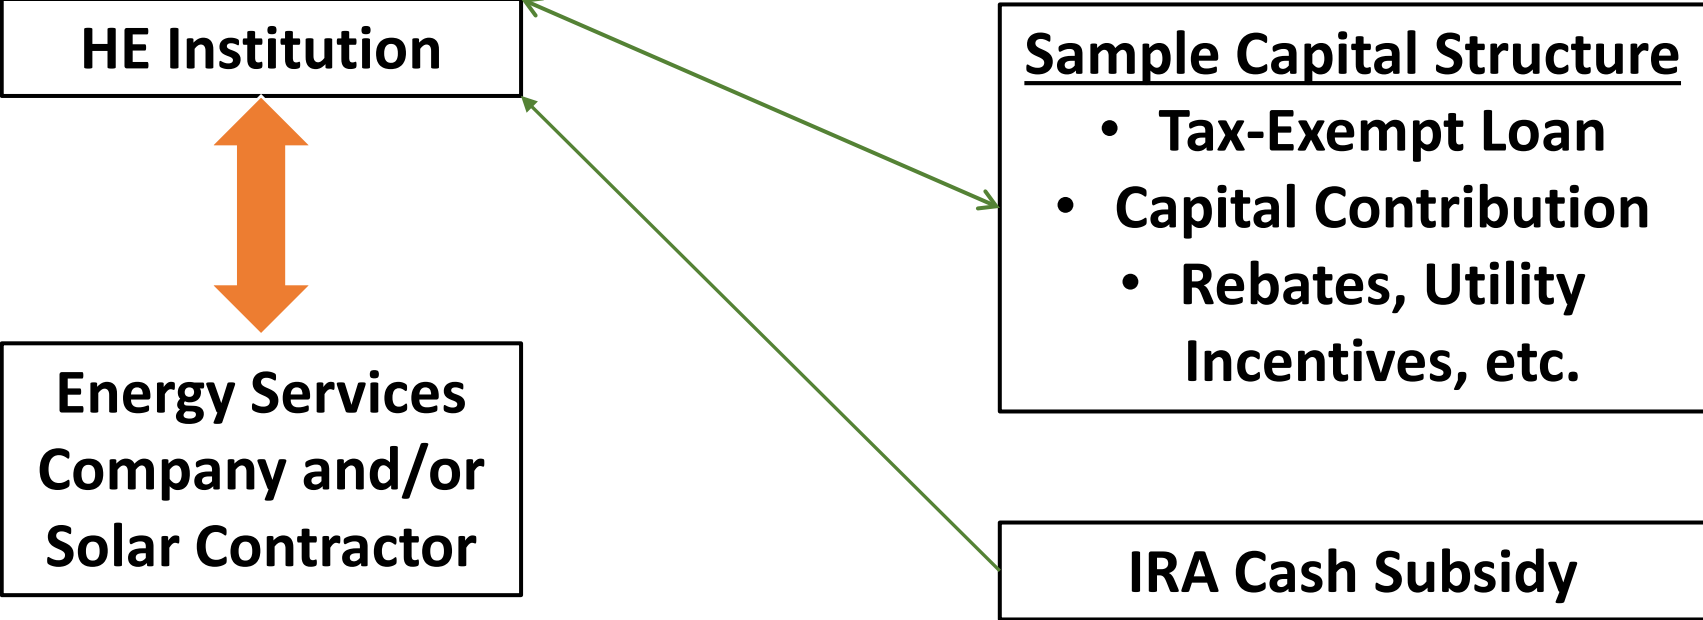 HE Institution
Sample Capital Structure
• Tax-Exempt Loan
• Capital Contribution
• Rebates, Utility
Incentives, etc.
Energy Services
Company and/or
Solar Contractor
IRA Cash Subsidy